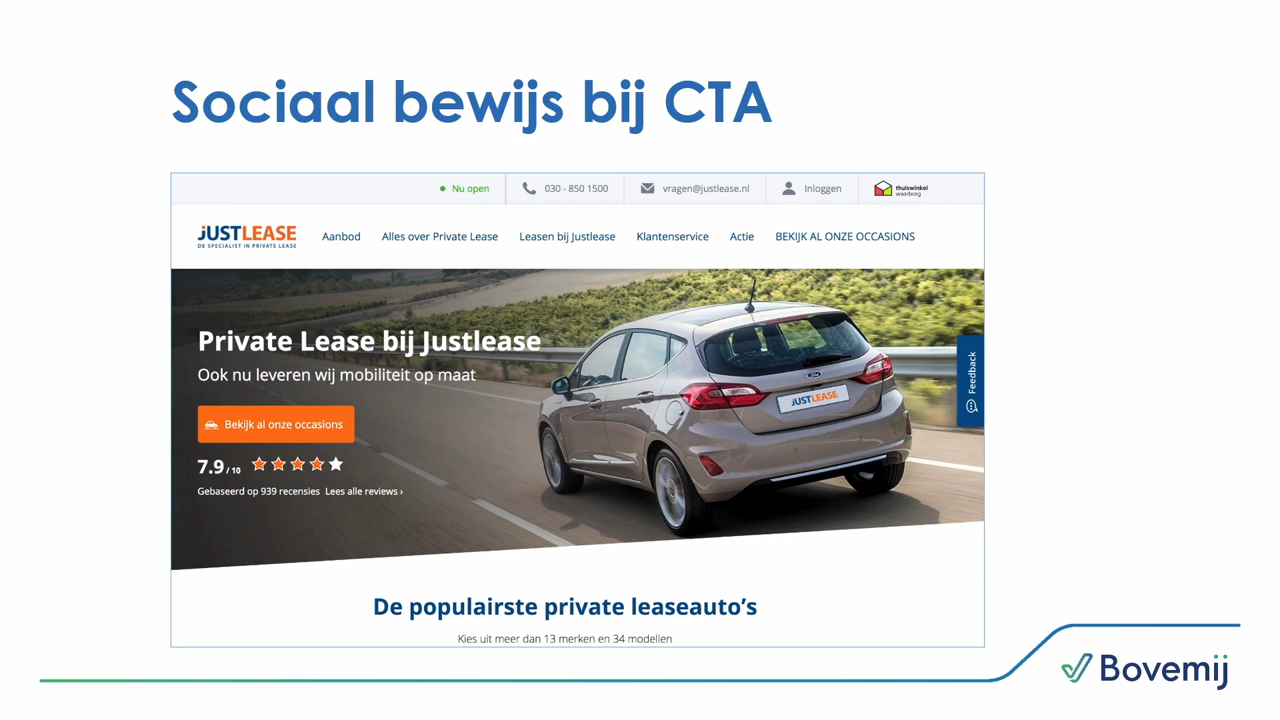 Sociaal bewijs bij CTA
Nu open
030 - 850 1500
vragen@justlease.nl
Inloggen
thuiswinkel
waarborg
JUSTLEASE
DE SPECIALIST IN PRIVATE LEASE
Aanbod
Alles over Private Lease
Leasen bij Justlease
Klantenservice
Actie
BEKIJK AL ONZE OCCASIONS
Private Lease bij Justlease
Ook nu leveren wij mobiliteit op maat
Bekijk al onze occasions
7.9 / 10
Gebaseerd op 939 recensies Lees alle reviews ›
Ford
JUSTLEASE
Feedback
De populairste private leaseauto's
Kies uit meer dan 13 merken en 34 modellen
Bovemij